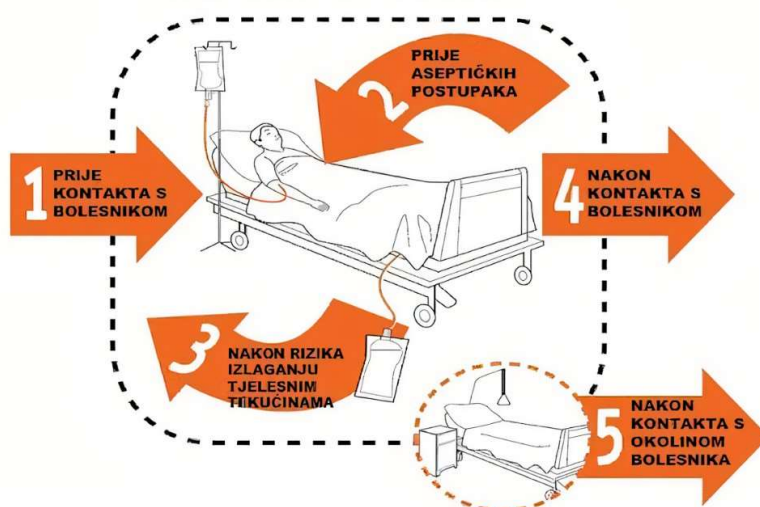 1
PRIJE
KONTAKTA S
BOLESNIKOM
2
PRIJE
ASEPTIČKIH
POSTUPAKA
3
NAKON RIZIKA
IZLAGANJU
TJELESNIM
TEKUĆINAMA
4
NAKON
KONTAKTA S
BOLESNIKOM
5
NAKON
KONTAKTA S
OKOLINOM
BOLESNIKA